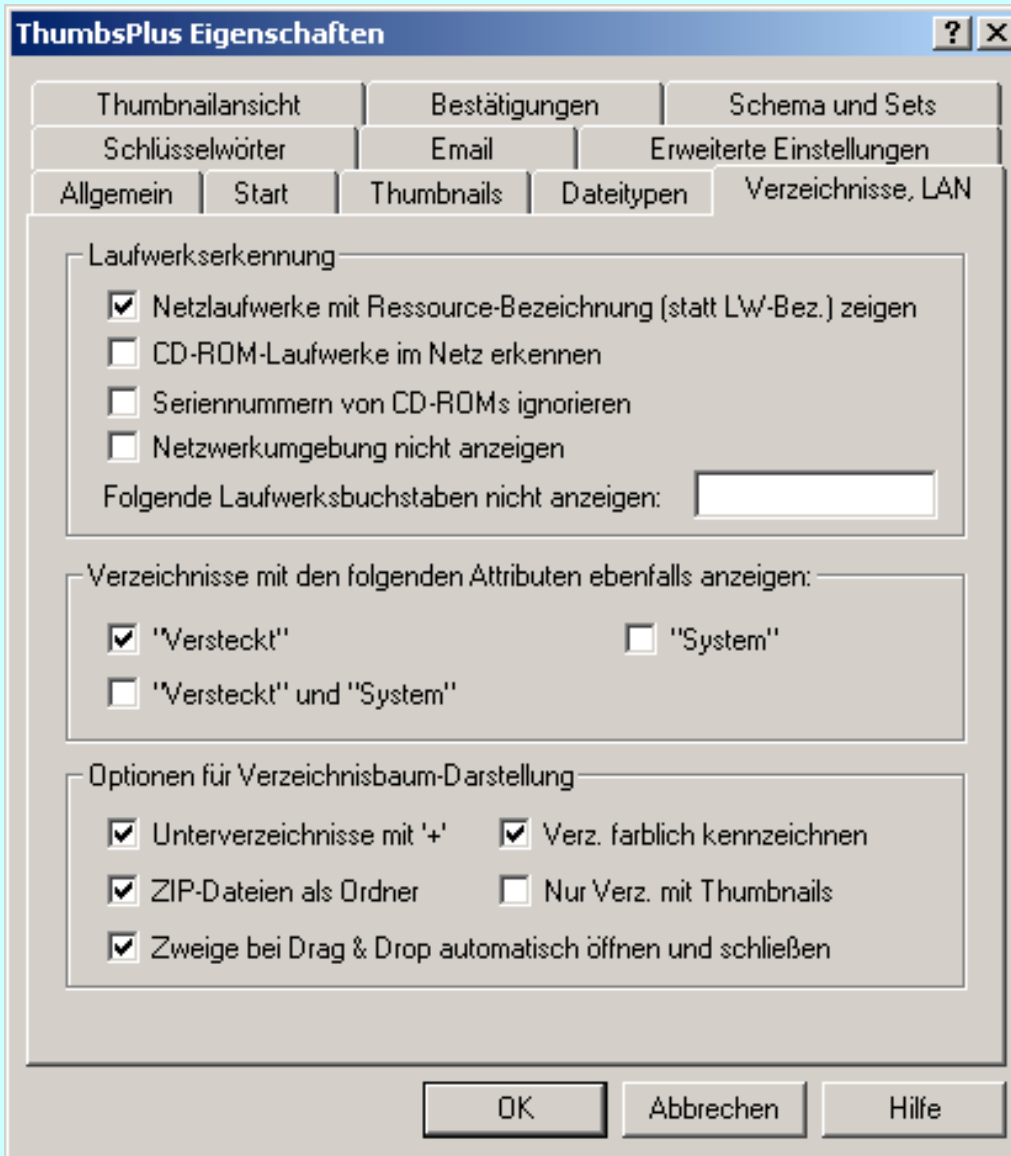 ThumbsPlus Eigenschaften
Thumbnailansicht Bestätigungen Schema und Sets
Schlüsselwörter Email Erweiterte Einstellungen
Allgemein Start Thumbnails Dateitypen Verzeichnisse, LAN
Laufwerkserkennung
Netzlaufwerke mit Ressource-Bezeichnung (statt LW-Bez.) zeigen
CD-ROM-Laufwerke im Netz erkennen
Seriennummern von CD-ROMs ignorieren
Netzwerkumgebung nicht anzeigen
Folgende Laufwerksbuchstaben nicht anzeigen:
Verzeichnisse mit den folgenden Attributen ebenfalls anzeigen:
"Versteckt" "System"
"Versteckt" und "System"
Optionen für Verzeichnisbaum-Darstellung
Unterverzeichnisse mit '+' Verz. farblich kennzeichnen
ZIP-Dateien als Ordner Nur Verz. mit Thumbnails
Zweige bei Drag & Drop automatisch öffnen und schließen
OK Abbrechen Hilfe